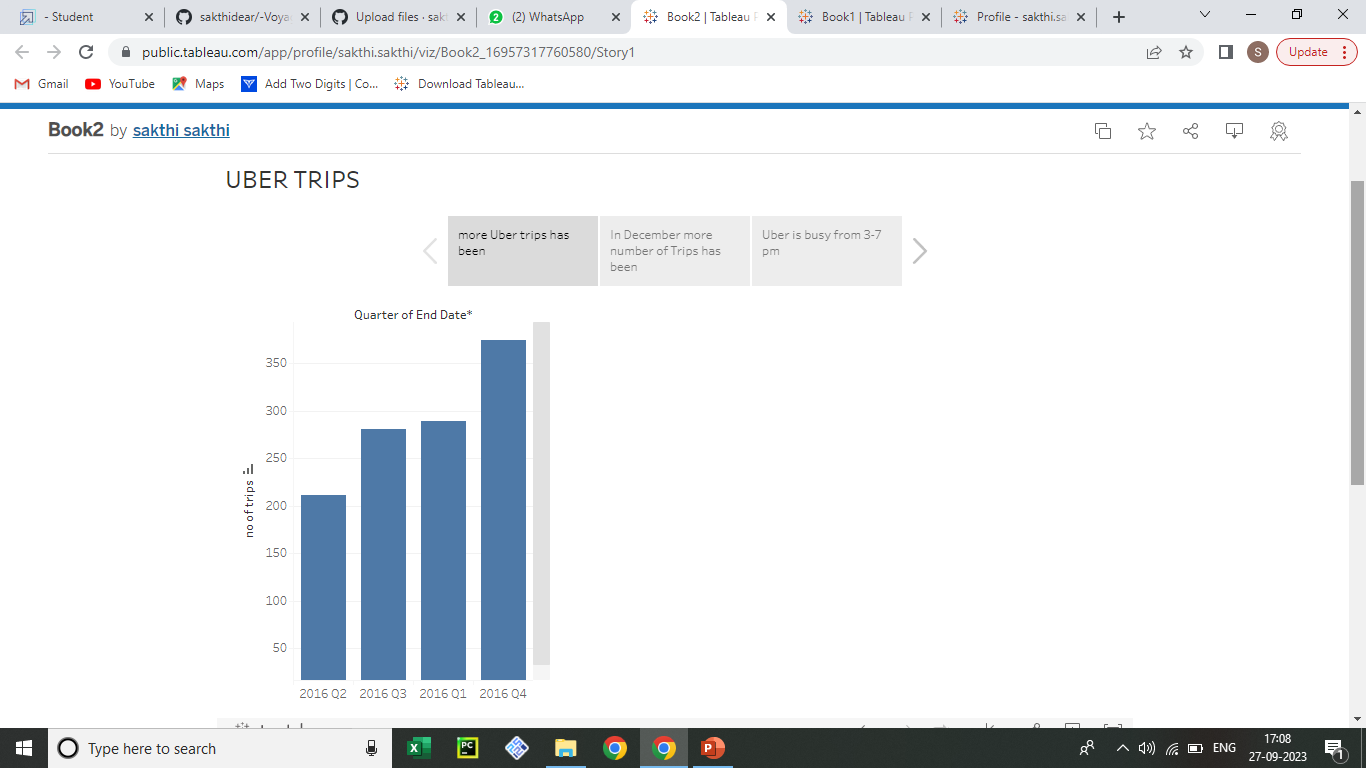 - Student
sakthidear/-Voya
Upload files · sak
2
(2) WhatsApp
Book2 | Tableau P
Book1 | Tableau P
Profile - sakthi.sa
public.tableau.com/app/profile/sakthi.sakthi/viz/Book2_16957317760580/Story1
S
Update
Gmail
YouTube
Maps
Add Two Digits | Co...
Download Tableau...
Book2 by sakthi sakthi
UBER TRIPS
more Uber trips has
been
In December more
number of Trips has
been
Uber is busy from 3-7
pm
Quarter of End Date*
350
300
250
200
150
100
50
no of trips
2016 Q2 2016 Q3 2016 Q1 2016 Q4
Type here to search
PC
ENG
17:08
27-09-2023
1